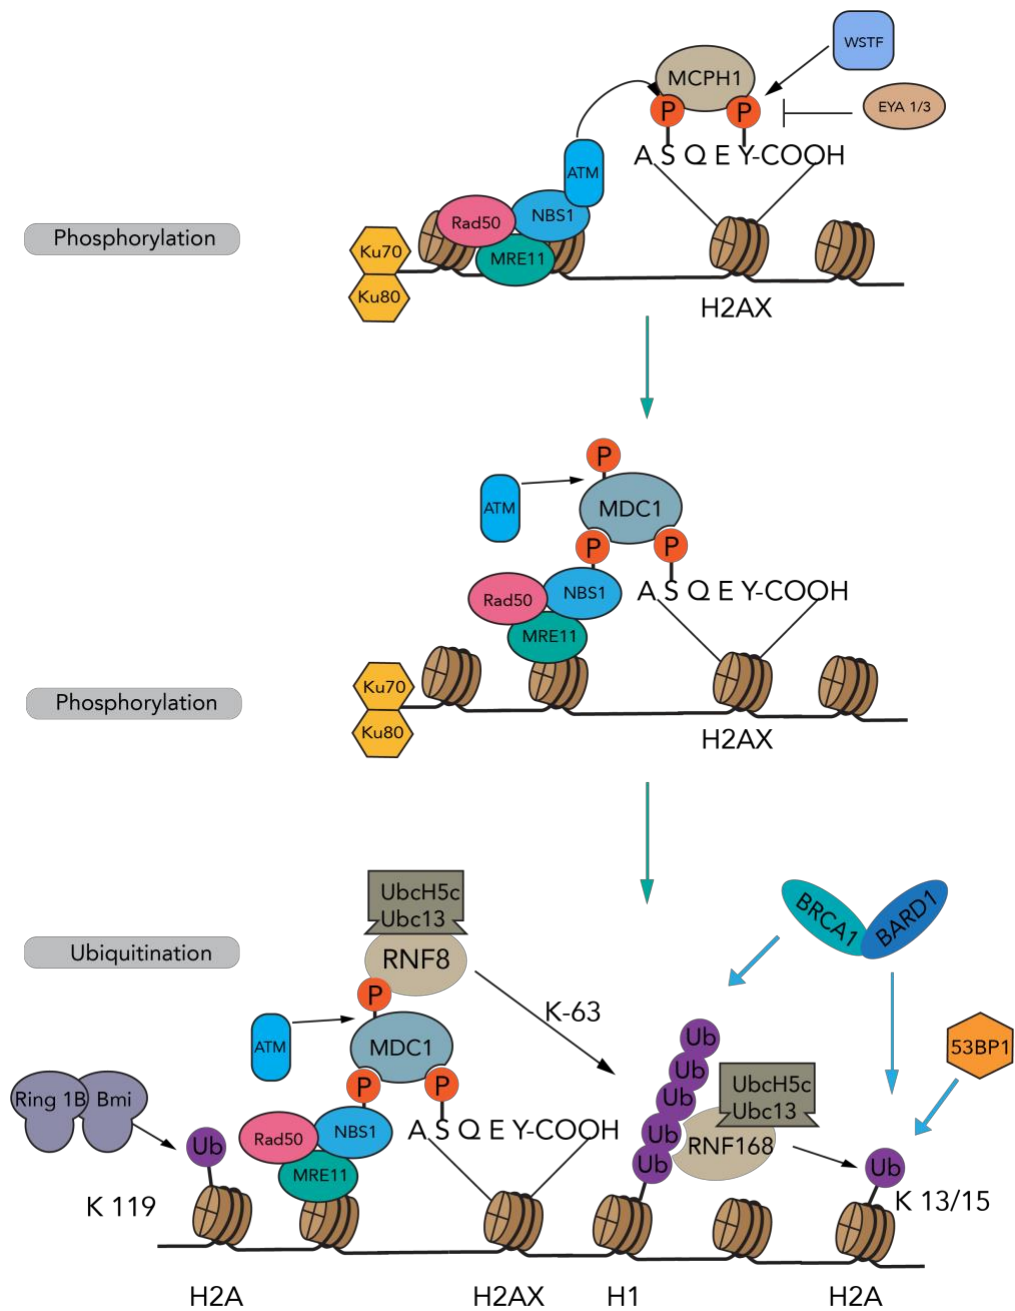 WSTF
MCPH1
EYA 1/3
P
P
A S Q E Y-COOH
ATM
Rad50
NBS1
MRE11
Phosphorylation
Ku70
Ku80
H2AX
P
ATM
MDC1
P
P
Rad50
NBS1
A S Q E Y-COOH
MRE11
Phosphorylation
Ku70
Ku80
H2AX
UbcH5c
Ubc13
RNF8
BRCA1
BARD1
Ubiquitination
P
K-63
ATM
MDC1
Ub
Ub
Ub
Ub
Ub
53BP1
UbcH5c
Ubc13
RNF168
P
P
Ring 1B
Bmi
Ub
Rad50
NBS1
A S Q E Y-COOH
MRE11
Ub
K 119
K 13/15
H2A
H2AX
H1
H2A